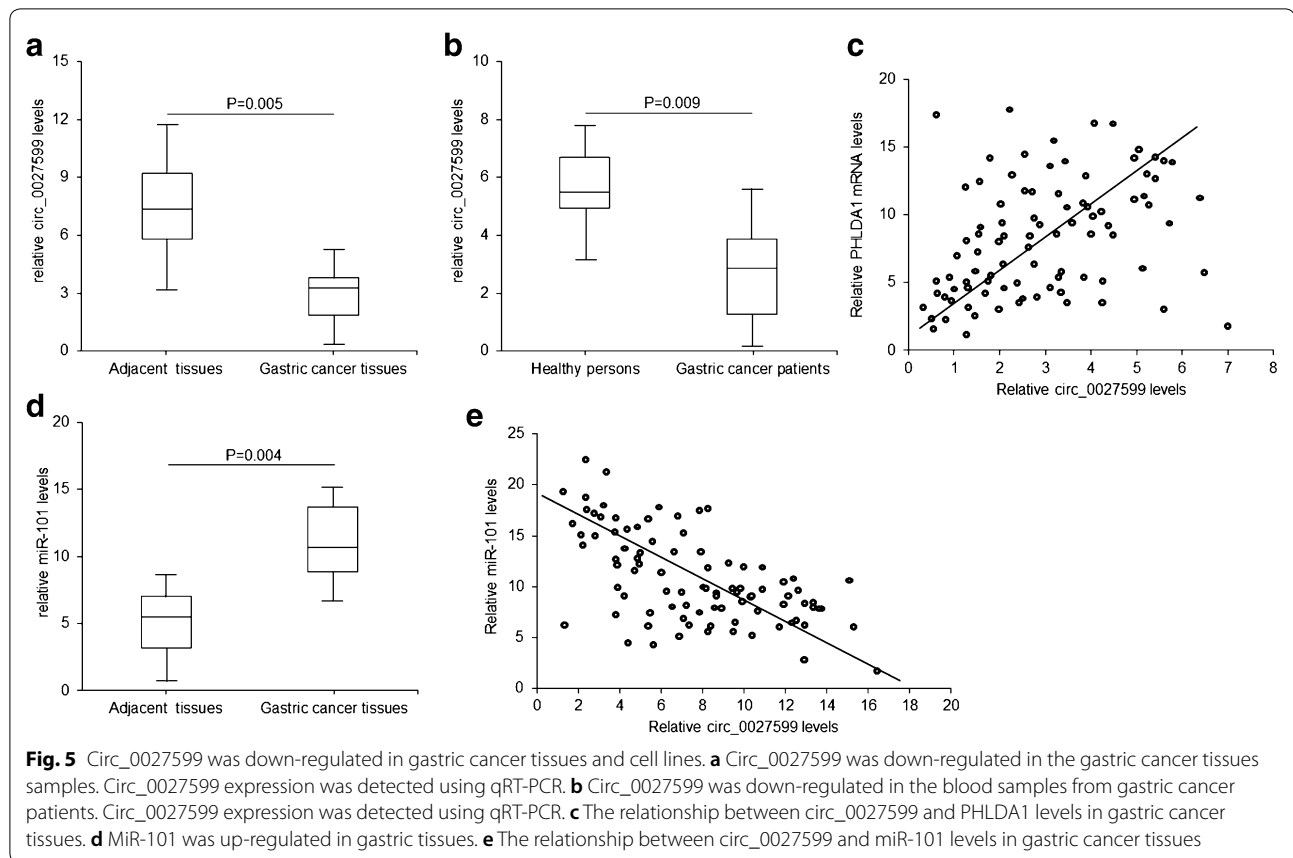 a
15
12
9
6
3
0
relative circ_0027599 levels
P=0.005
Adjacent tissues
Gastric cancer tissues
b
10
8
6
4
2
0
relative circ_0027599 levels
P=0.009
Healthy persons
Gastric cancer patients
c
20
15
10
5
0
Relative PHLDA1 mRNA levels
0 1 2 3 4 5 6 7 8
Relative circ_0027599 levels
d
20
15
10
5
0
relative miR-101 levels
P=0.004
Adjacent tissues
Gastric cancer tissues
e
25
20
15
10
5
0
Relative miR-101 levels
0 2 4 6 8 10 12 14 16 18 20
Relative circ_0027599 levels
Fig. 5 Circ_0027599 was down-regulated in gastric cancer tissues and cell lines. a Circ_0027599 was down-regulated in the gastric cancer tissues
samples. Circ_0027599 expression was detected using qRT-PCR. b Circ_0027599 was down-regulated in the blood samples from gastric cancer
patients. Circ_0027599 expression was detected using qRT-PCR. c The relationship between circ_0027599 and PHLDA1 levels in gastric cancer
tissues. d MiR-101 was up-regulated in gastric tissues. e The relationship between circ_0027599 and miR-101 levels in gastric cancer tissues